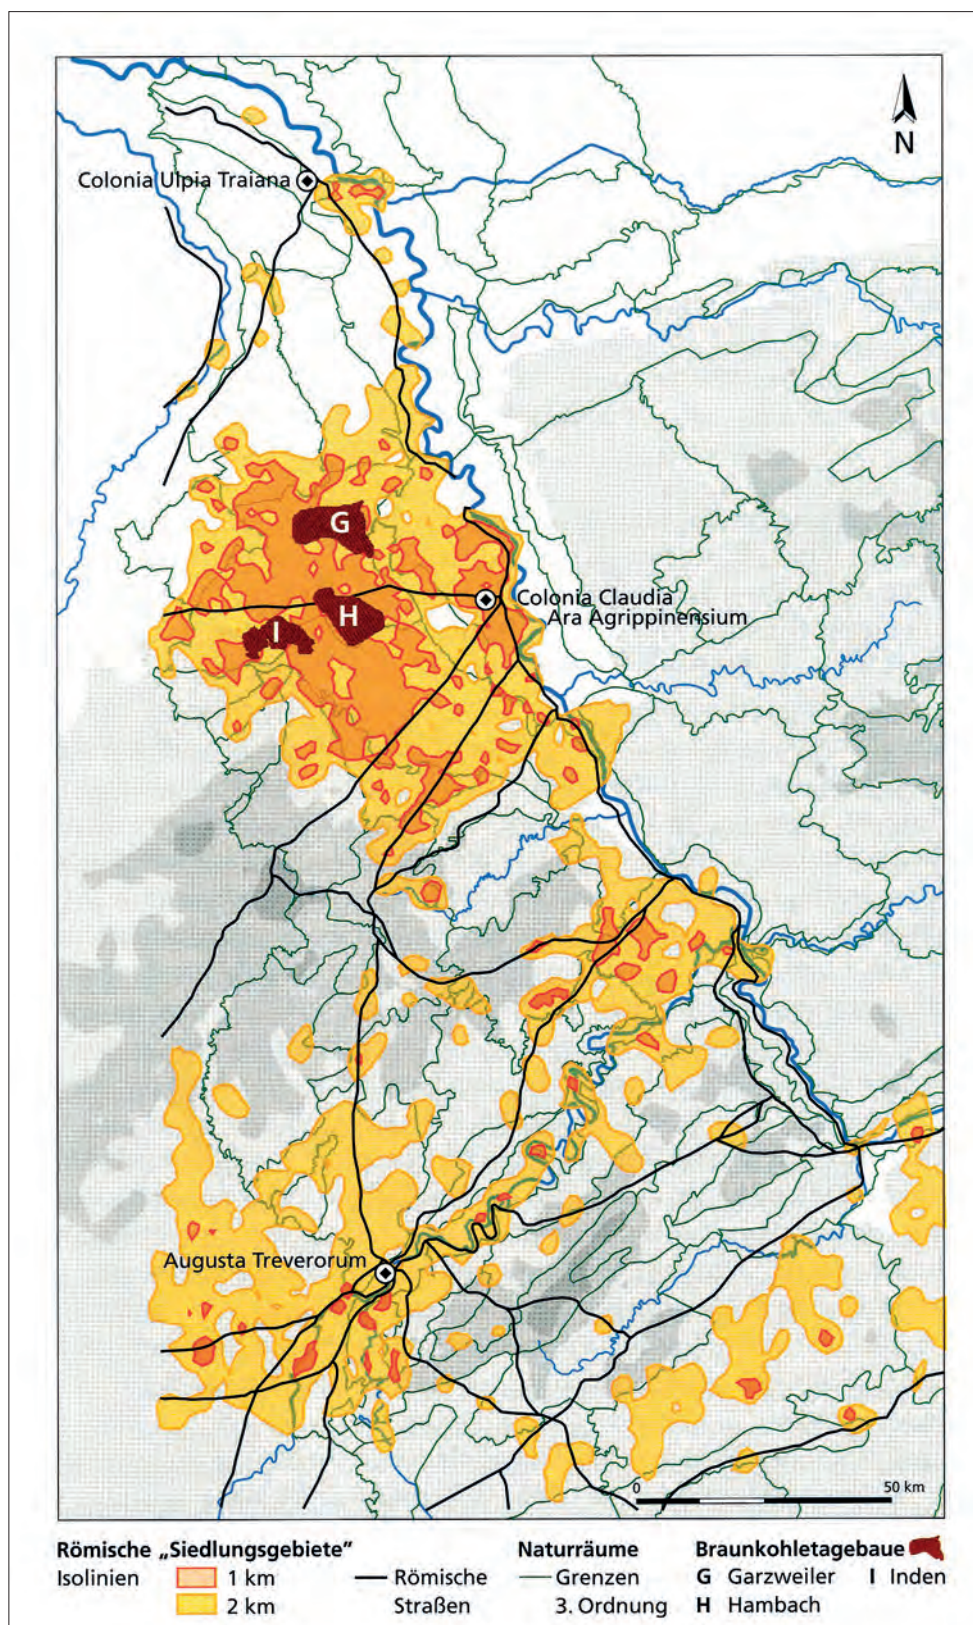 N
Colonia Ulpia Traiana
G
Colonia Claudia
Ara Agrippinensium
H
I
Augusta Treverorum
0 50 km
Römische „Siedlungsgebiete“
Isolinien
1 km
2 km
Römische
Straßen
Naturräume
Grenzen
3. Ordnung
Braunkohletagebaue
G Garzweiler
I Inden
H Hambach